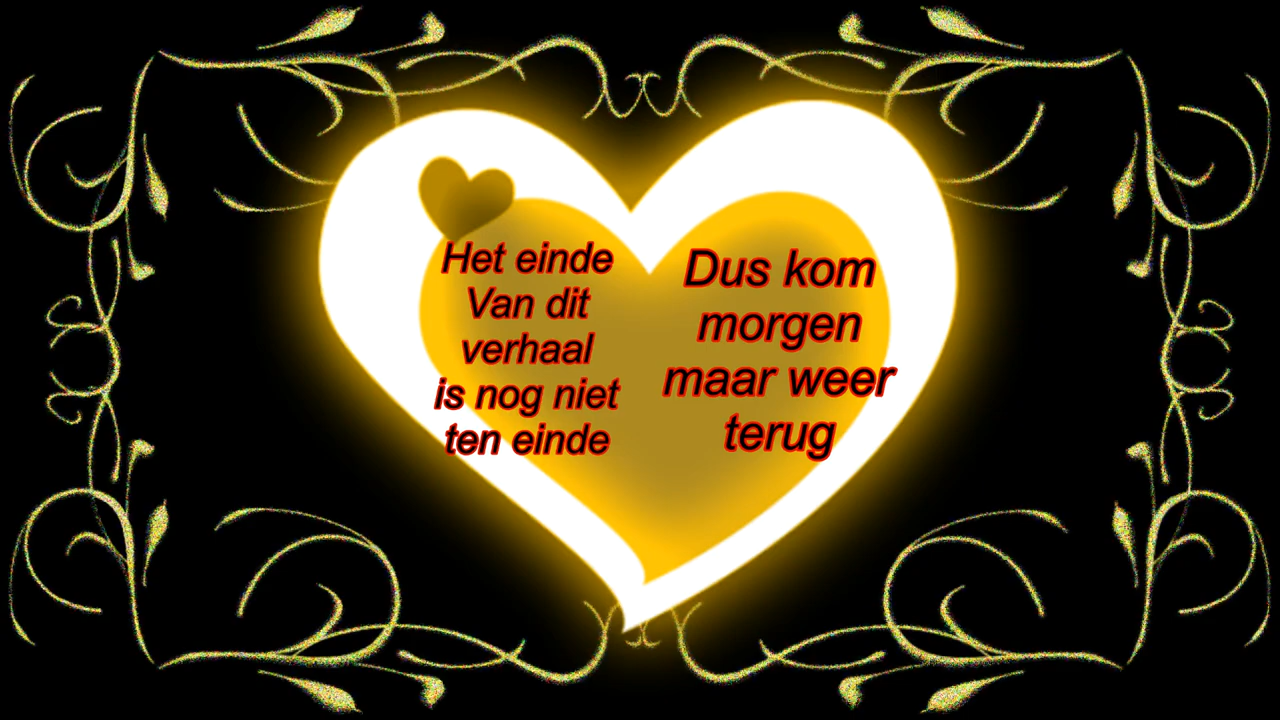 Het einde
Van dit
verhaal
is nog niet
ten einde
Dus kom
morgen
maar weer
terug